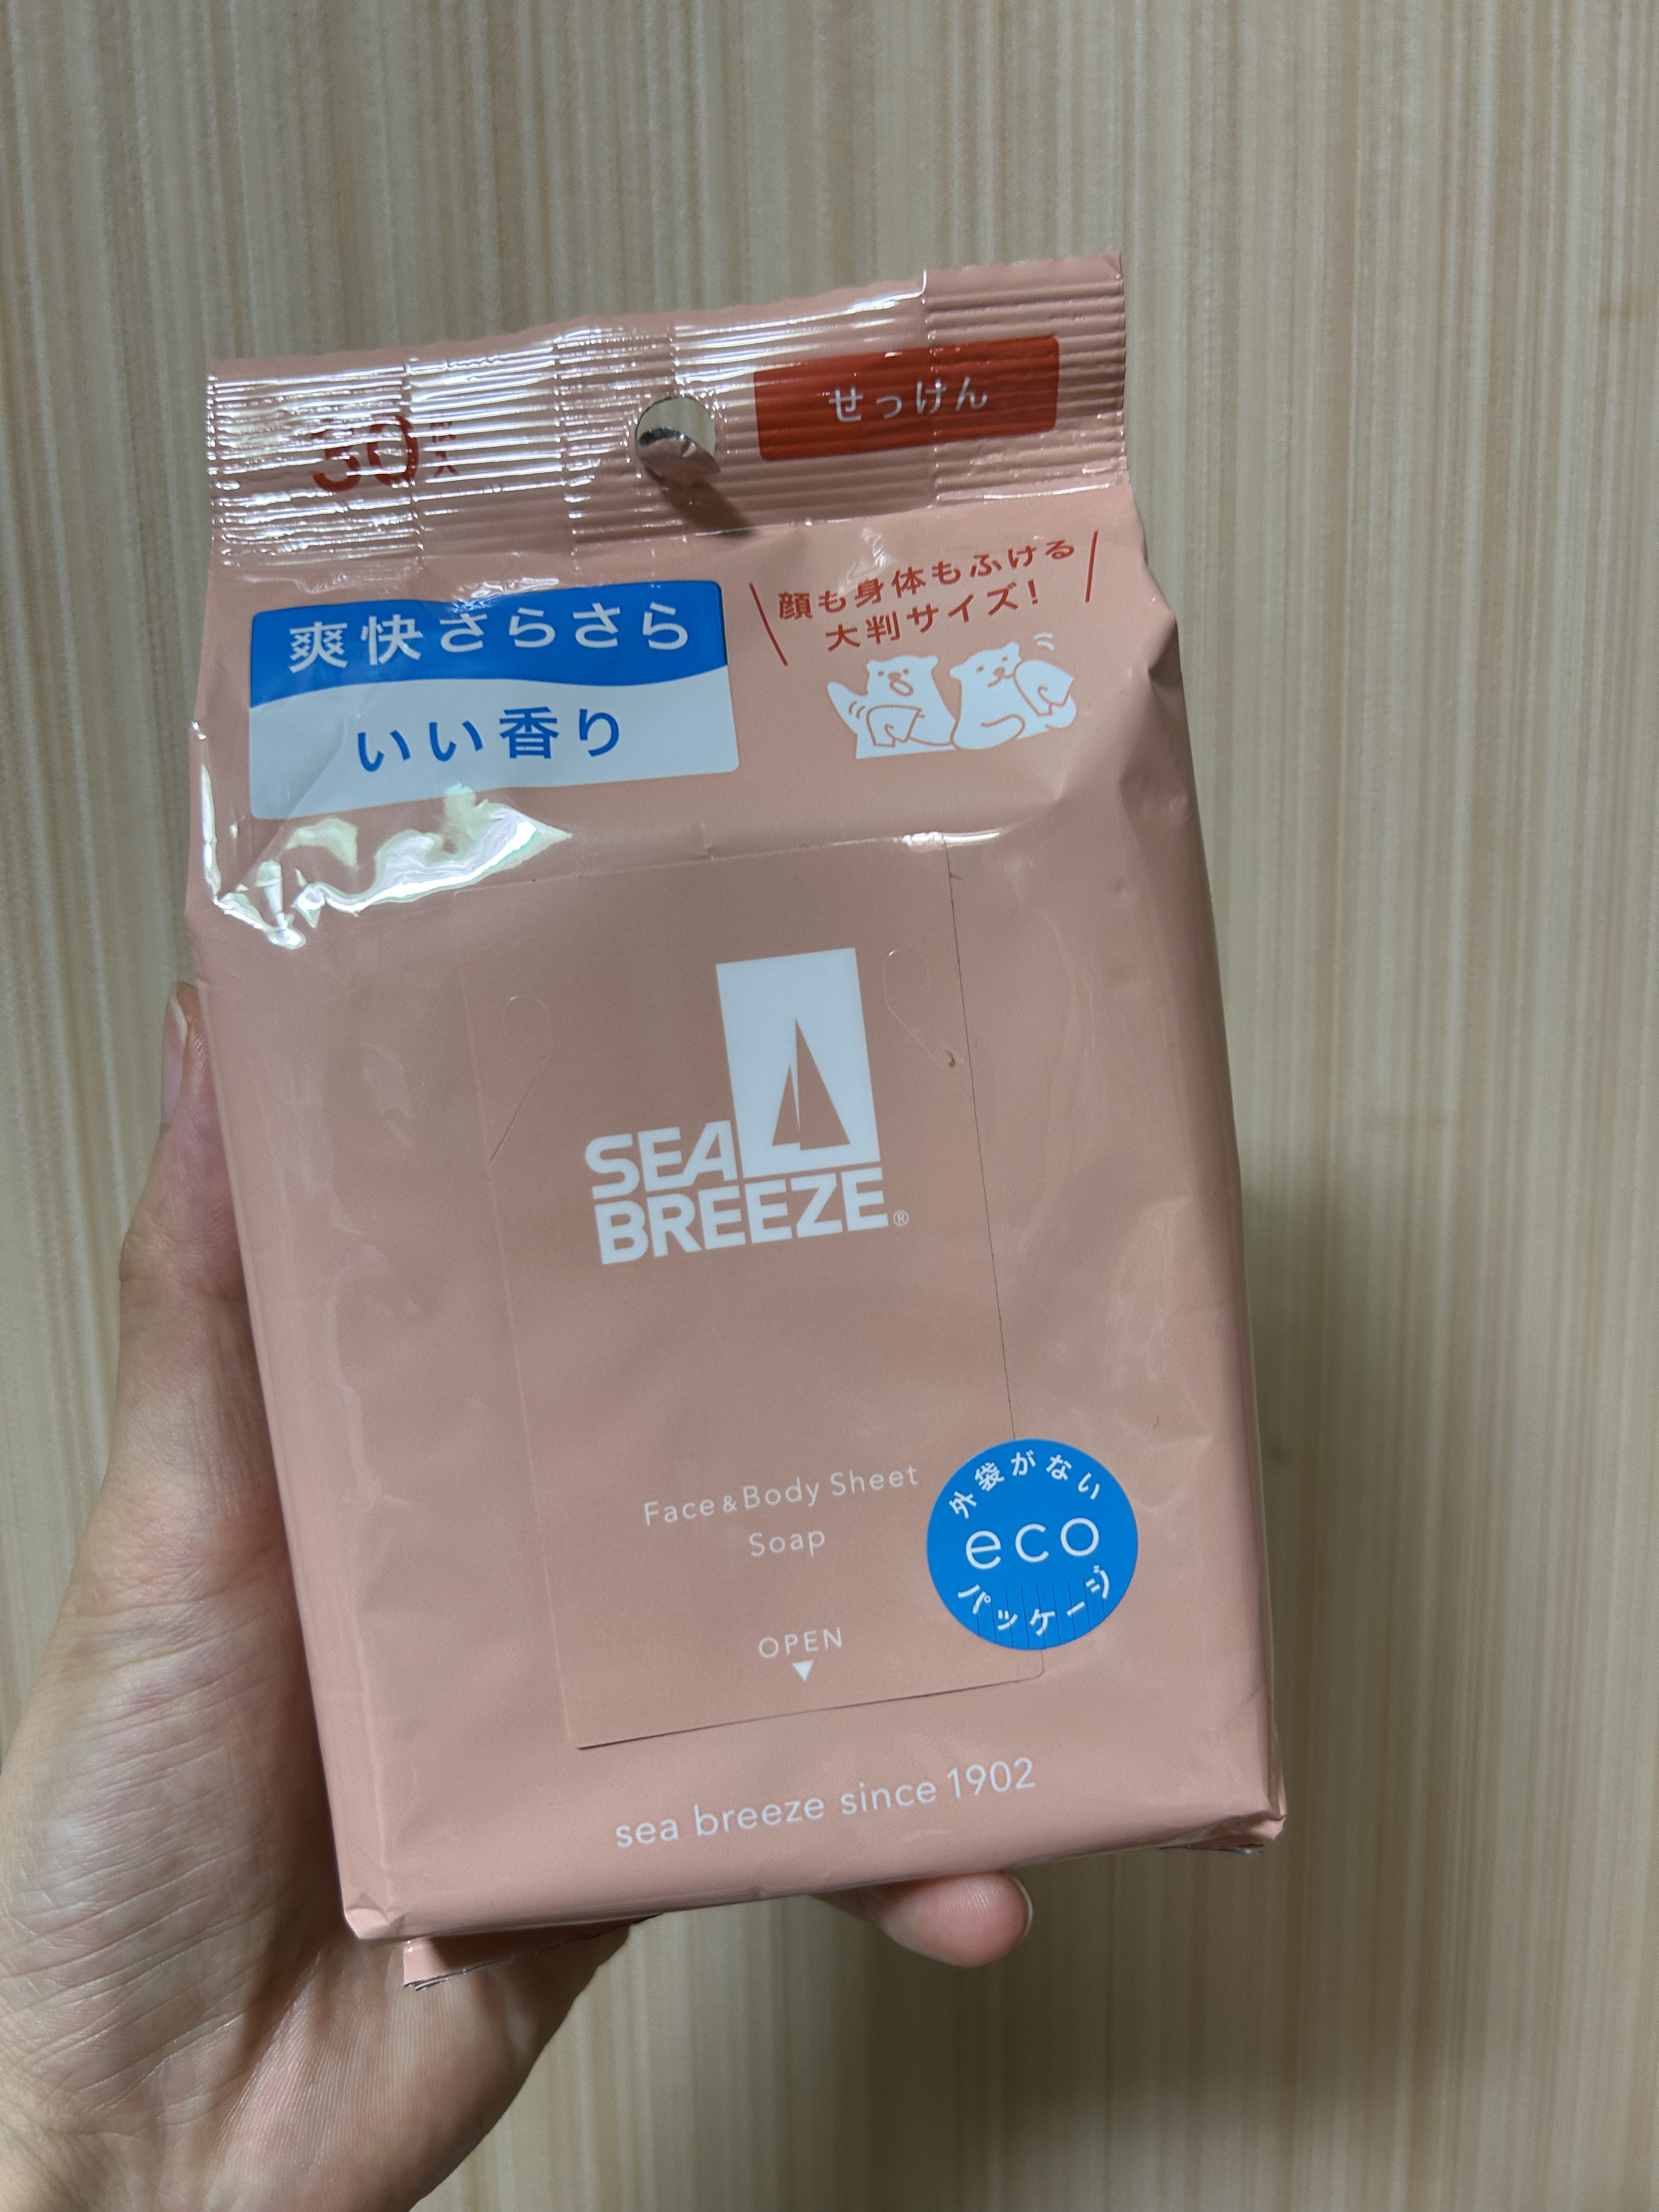 30
せっけん
爽快さらさら
いい香り
顔も身体もふける
大判サイズ!
SEA
BREEZE®
Face & Body Sheet
Soap
外袋がない
eco
パッケージ
OPEN
sea breeze since 1902